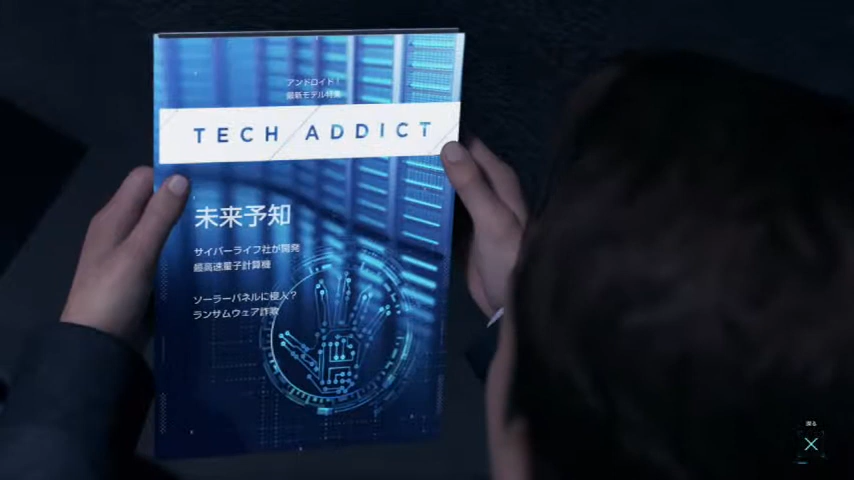 アンドロイド！
最新モデル特集
TECH ADDICT
未来予知
サイバーライフ社が開発
超高速量子計算機
ソーラーパネルに侵入？
ランサムウェア詐欺
戻る